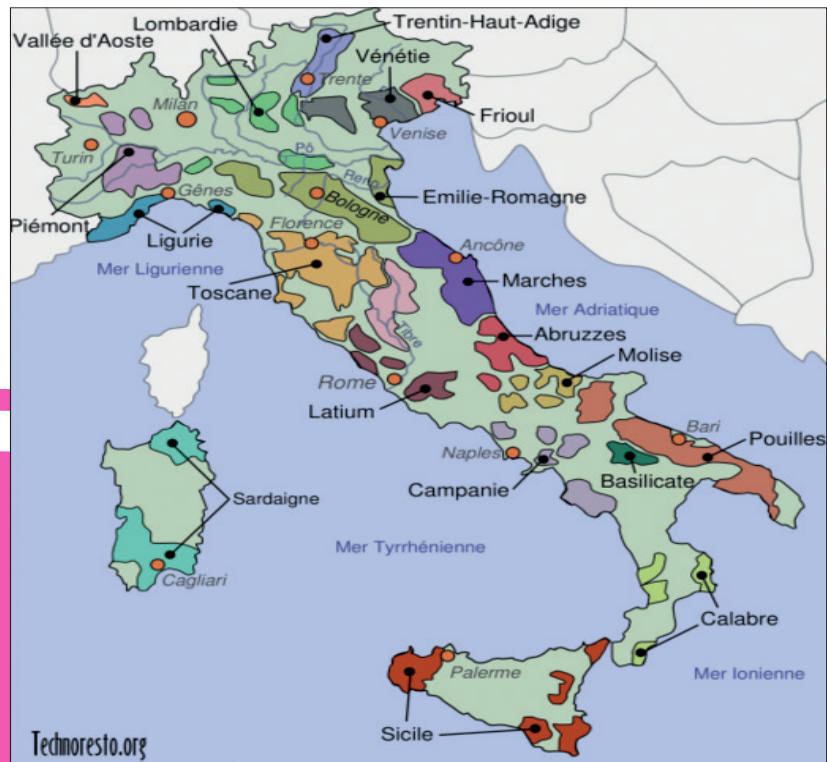 Lombardie
Trentin-Haut-Adige
Vallée d'Aoste
Vénétie
Trente
Milan
Frioul
Venise
Turin
Pô
Reno
Gênes
Emilie-Romagne
Bologne
Piémont
Florence
Ligurie
Ancône
Mer Ligurienne
Marches
Toscane
Mer Adriatique
Tibre
Abruzzes
Molise
Rome
Latium
Bari
Naples
Pouilles
Campanie
Basilicate
Sardaigne
Mer Tyrrhénienne
Cagliari
Calabre
Palerme
Mer Ionienne
Sicile
Technoresto.org